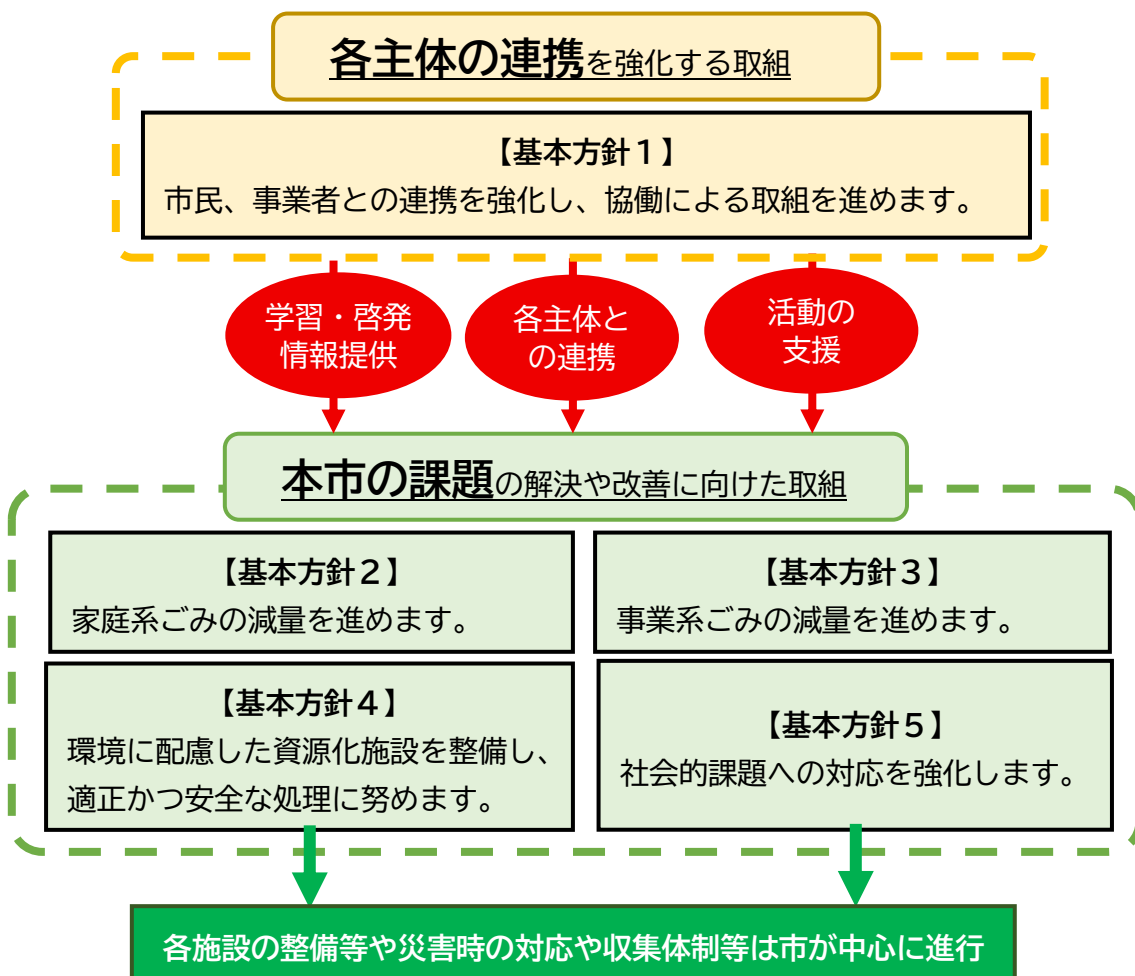 各主体の連携を強化する取組
【基本方針１】
市民、事業者との連携を強化し、協働による取組を進めます。
学習・啓発
情報提供
各主体と
の連携
活動の
支援
本市の課題の解決や改善に向けた取組
【基本方針２】
家庭系ごみの減量を進めます。
【基本方針３】
事業系ごみの減量を進めます。
【基本方針４】
環境に配慮した資源化施設を整備し、
適正かつ安全な処理に努めます。
【基本方針５】
社会的課題への対応を強化します。
各施設の整備等や災害時の対応や収集体制等は市が中心に進行